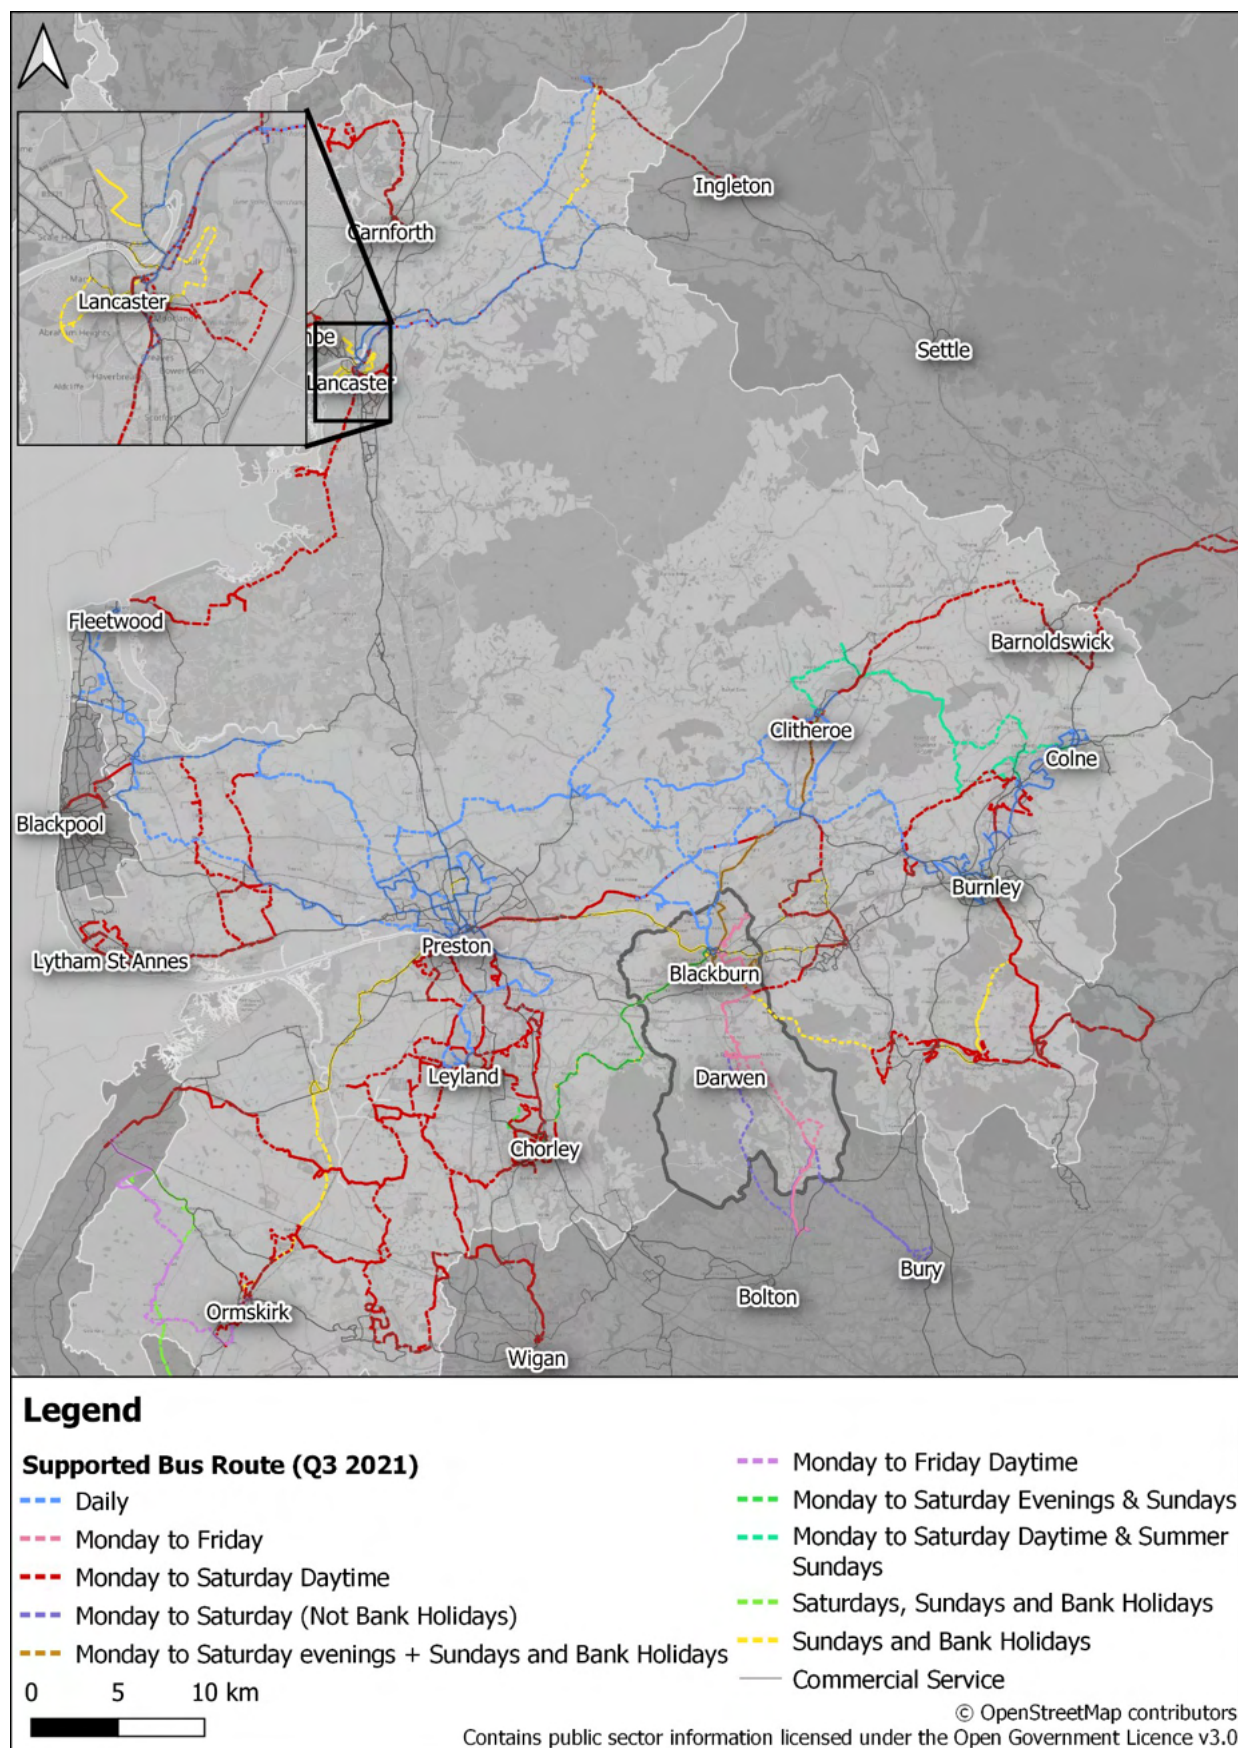 Ingleton
Carnforth
Lancaster
Settle
Lancaster
Fleetwood
Barnoldswick
Clitheroe
Colne
Blackpool
Burnley
Preston
Lytham St Annes
Blackburn
Leyland
Darwen
Chorley
Bury
Bolton
Ormskirk
Wigan
Legend
Supported Bus Route (Q3 2021)
Daily
Monday to Friday
Monday to Saturday Daytime
Monday to Saturday (Not Bank Holidays)
Monday to Saturday evenings + Sundays and Bank Holidays
Monday to Friday Daytime
Monday to Saturday Evenings & Sundays
Monday to Saturday Daytime & Summer
Sundays
Saturdays, Sundays and Bank Holidays
Sundays and Bank Holidays
Commercial Service
0 5 10 km
© OpenStreetMap contributors
Contains public sector information licensed under the Open Government Licence v3.0